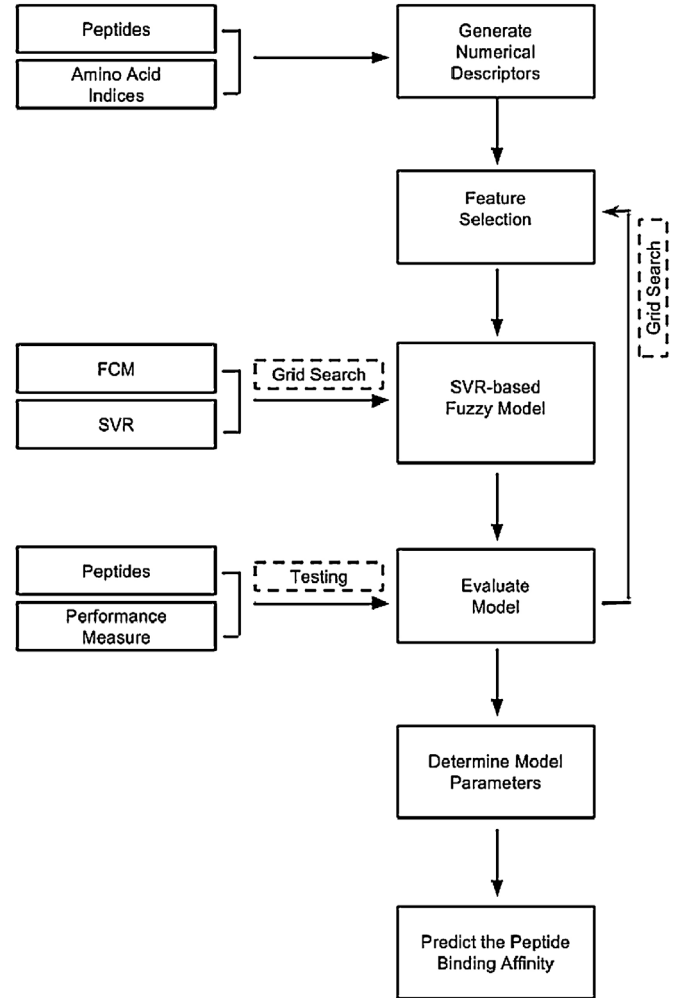 Peptides
Amino Acid
Indices
Generate
Numerical
Descriptors
Feature
Selection
Grid Search
FCM
SVR
Grid Search
SVR-based
Fuzzy Model
Peptides
Performance
Measure
Testing
Evaluate
Model
Determine Model
Parameters
Predict the Peptide
Binding Affinity